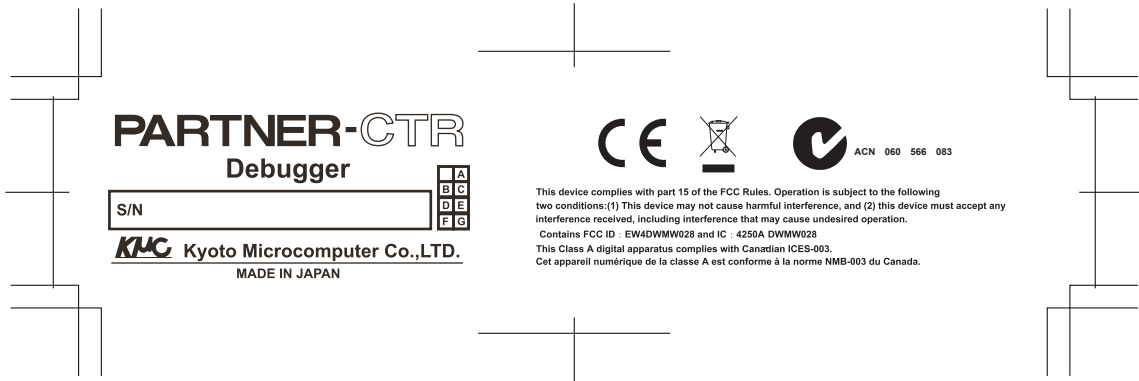 PARTNER-CTR
Debugger
A
B C
D E
F G
S/N
KMC Kyoto Microcomputer Co.,LTD.
MADE IN JAPAN
CE
ACN 060 566 083
This device complies with part 15 of the FCC Rules. Operation is subject to the following
two conditions:(1) This device may not cause harmful interference, and (2) this device must accept any
interference received, including interference that may cause undesired operation.
Contains FCC ID : EW4DWMW028 and IC : 4250A DWMW028
This Class A digital apparatus complies with Canadian ICES-003.
Cet appareil numérique de la classe A est conforme à la norme NMB-003 du Canada.